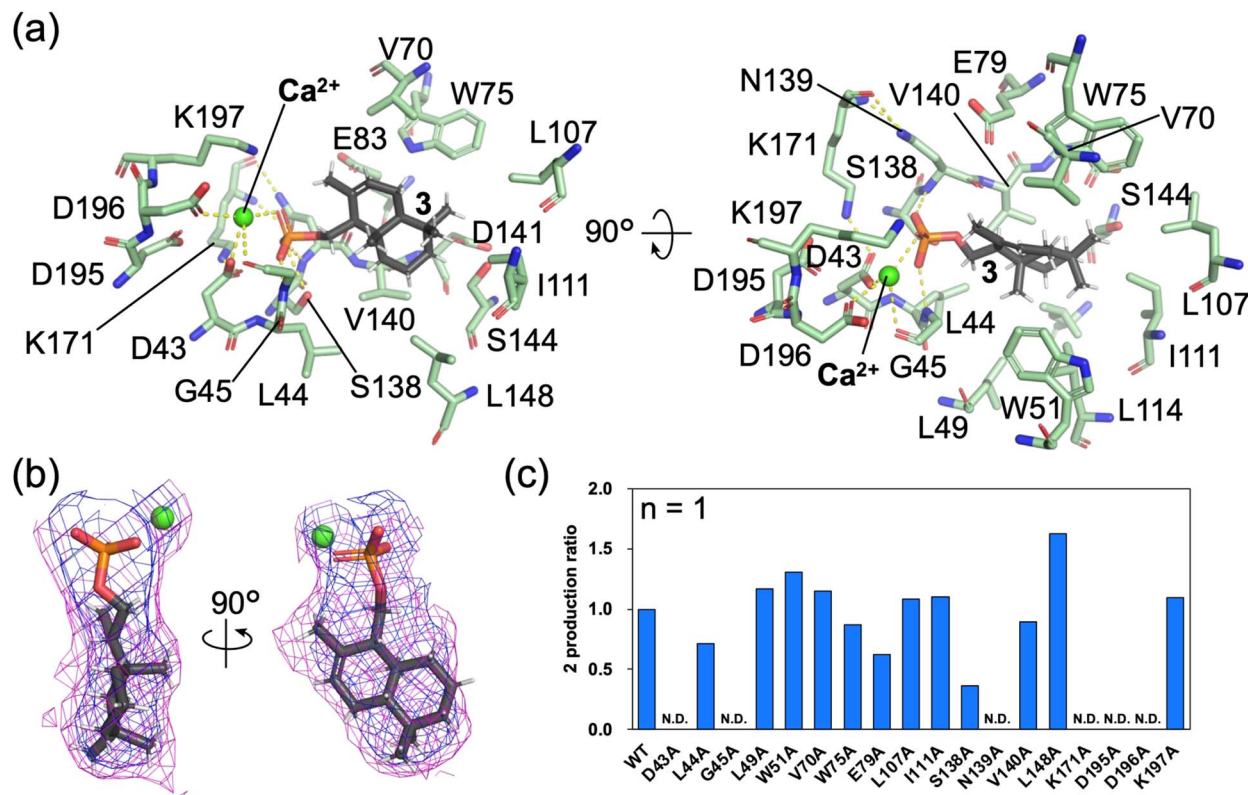 (a)
V70
Ca²⁺
W75
K197
E83
L107
D196
3
D141
D195
I111
K171
D43
V140
S144
G45
L44
S138
L148
90°
E79
N139
V140
W75
K171
V70
S138
S144
K197
D195
D43
3
L107
D196
L44
Ca²⁺
G45
I111
L49
W51
L114
(b)
90°
(c)
2 production ratio
2.0
1.5
1.0
0.5
0.0
n = 1
N.D. N.D. N.D. N.D. N.D. N.D.
WT D43A L44A G45A L49A W51A V70A W75A E79A L107A I111A S138A N139A V140A L148A K171A D195A D196A K197A